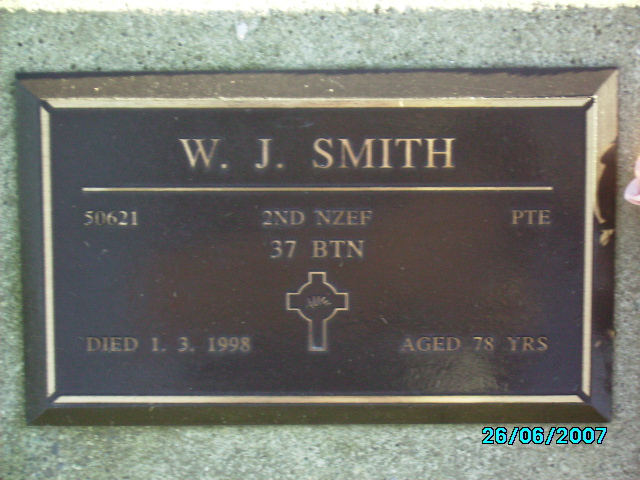 W. J. SMITH
50621 2ND NZEF PTE
37 BTN
DIED 1. 3. 1998 AGED 78 YRS
26/06/2007